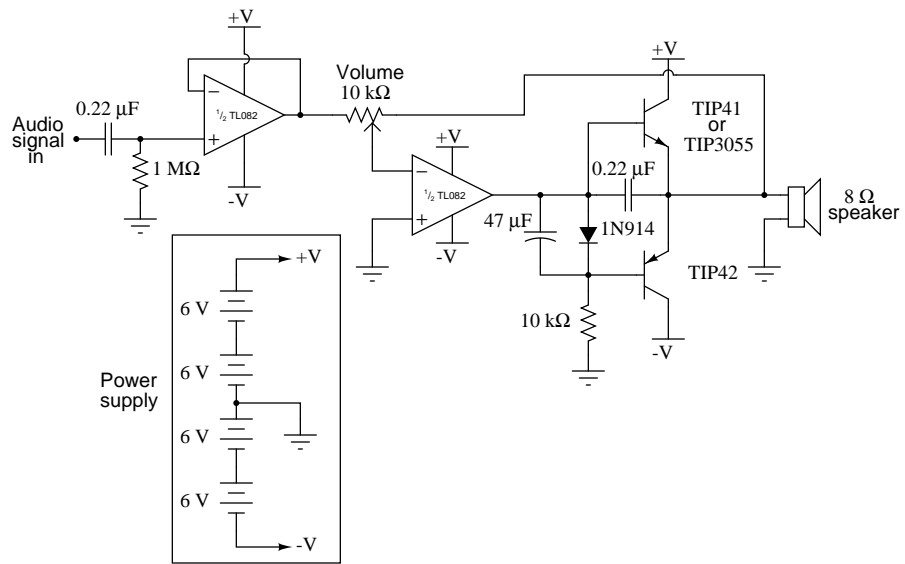 +V
Volume
10 kΩ
0.22 μF
Audio
signal
in
−
½ TL082
+
1 MΩ
-V
+V
TIP41
or
TIP3055
+V
0.22 μF
−
½ TL082
+
47 μF
1N914
8 Ω
speaker
-V
TIP42
10 kΩ
-V
Power
supply
+V
6 V
6 V
6 V
6 V
-V